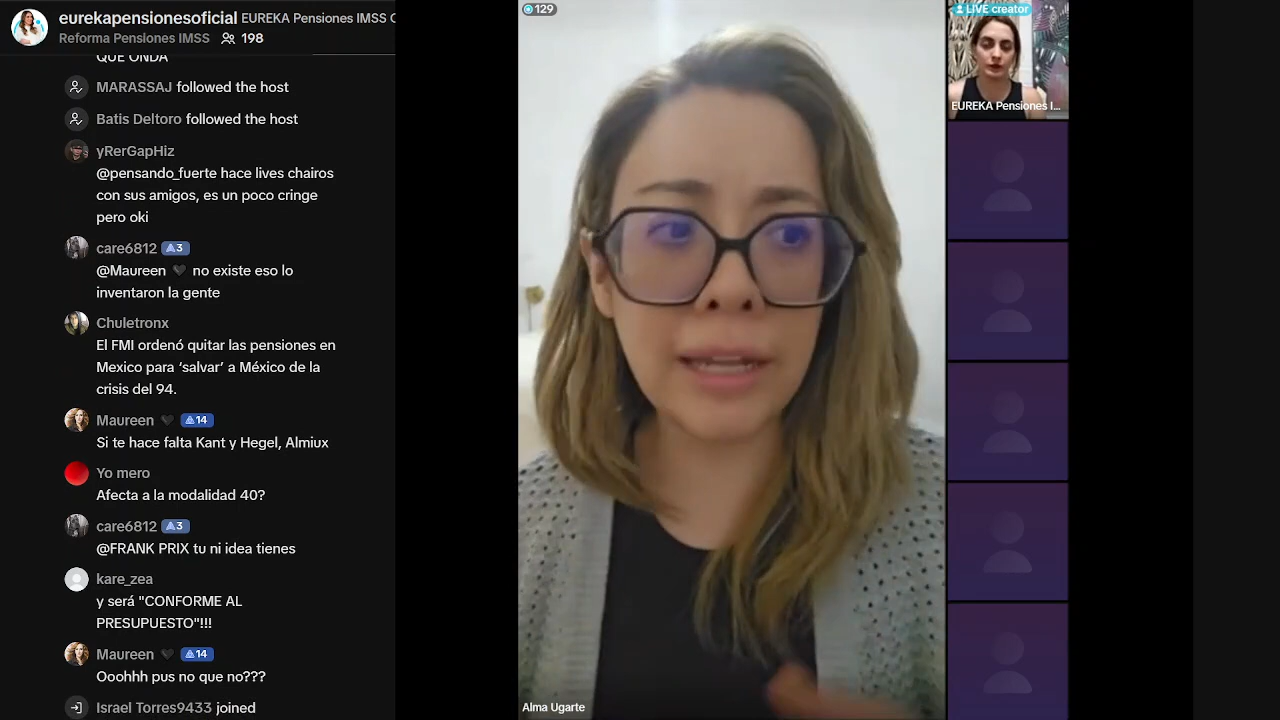 eurekapensionesoficial EUREKA Pensiones IMSS
Reforma Pensiones IMSS 198
QUE ONDA
MARASSAJ followed the host
Batis Deltoro followed the host
yRerGapHiz
@pensando_fuerte hace lives chairos
con sus amigos, es un poco cringe
pero oki
care6812 3
@Maureen 🖤 no existe eso lo
inventaron la gente
Chuletronx
El FMI ordenó quitar las pensiones en
Mexico para ‘salvar’ a México de la
crisis del 94.
Maureen 🖤 14
Si te hace falta Kant y Hegel, Almiux
Yo mero
Afecta a la modalidad 40?
care6812 3
@FRANK PRIX tu ni idea tienes
kare_zea
y será "CONFORME AL
PRESUPUESTO"!!!
Maureen 🖤 14
Ooohhh pus no que no???
Israel Torres9433 joined
129
Alma Ugarte
LIVE creator
EUREKA Pensiones I...